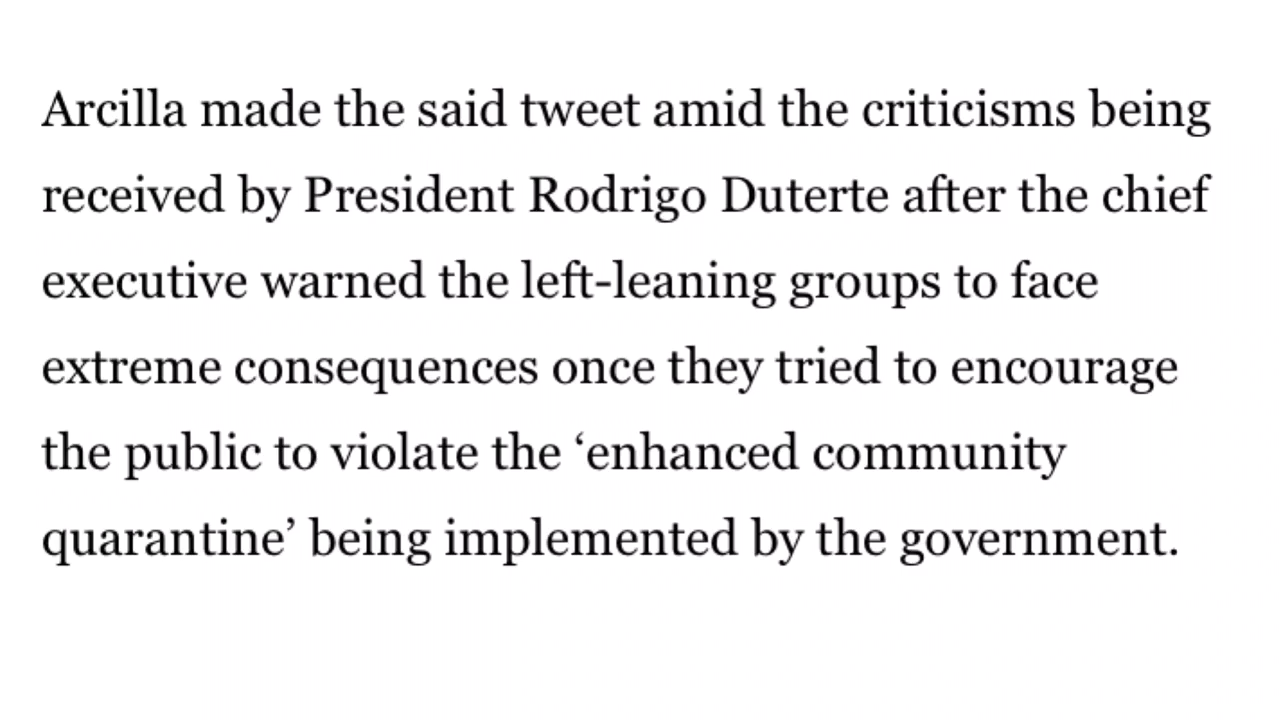 Arcilla made the said tweet amid the criticisms being
received by President Rodrigo Duterte after the chief
executive warned the left-leaning groups to face
extreme consequences once they tried to encourage
the public to violate the ‘enhanced community
quarantine’ being implemented by the government.